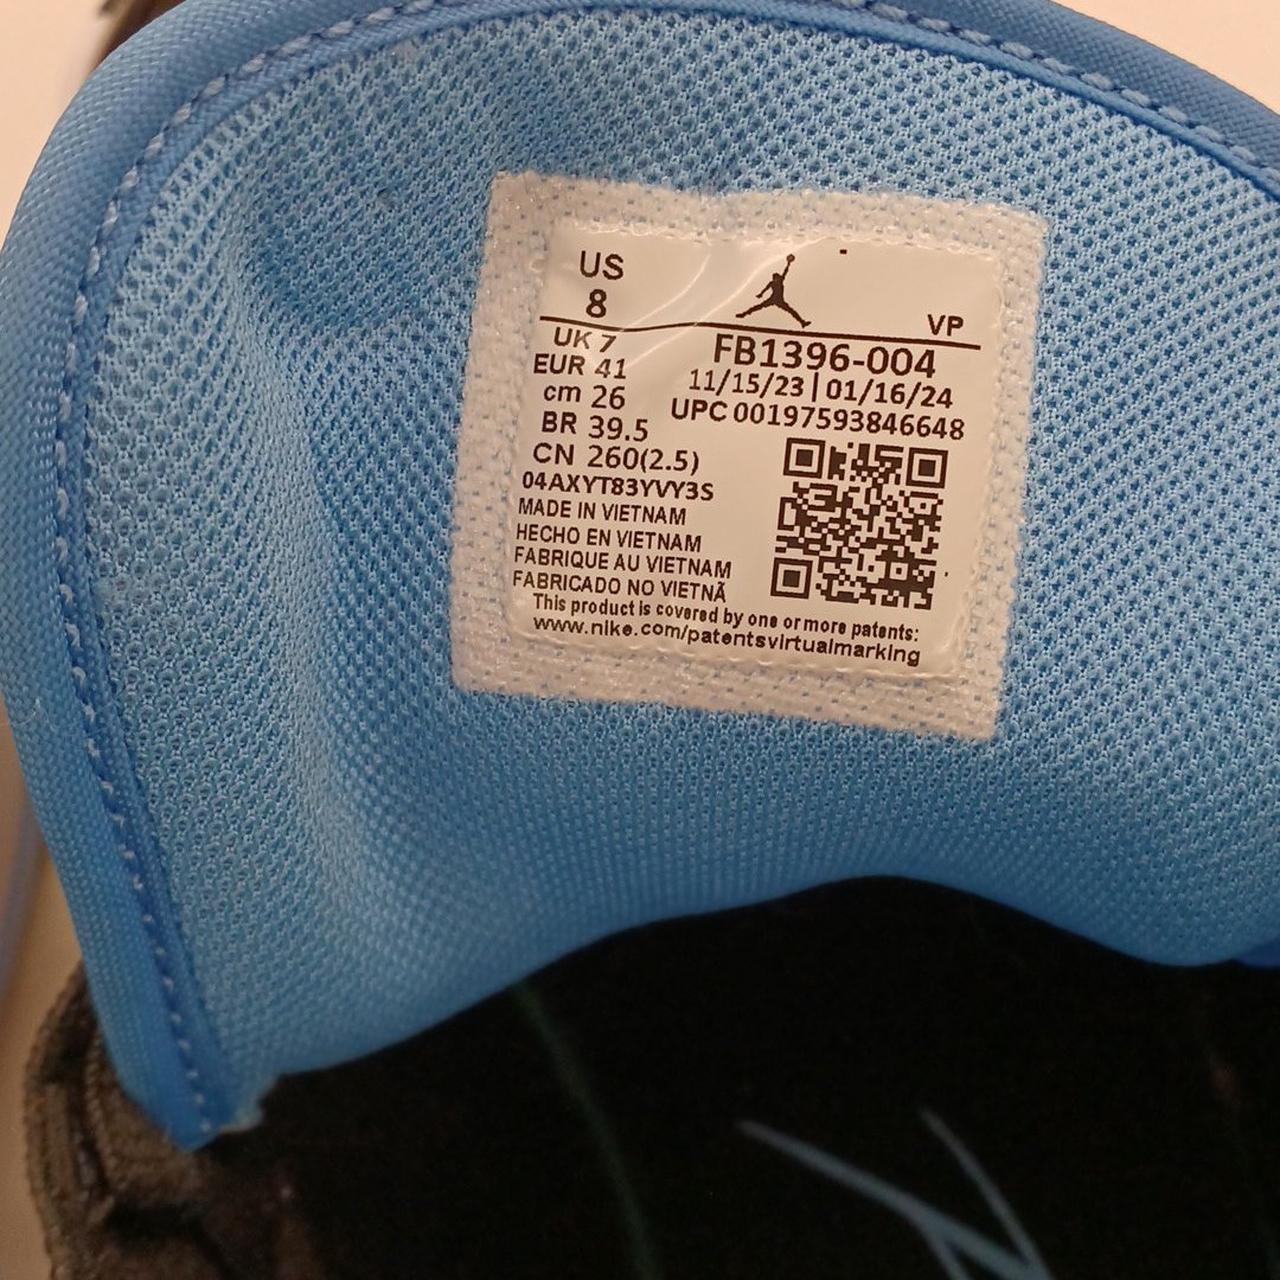 US
8
VP
UK 7
EUR 41
cm 26
BR 39.5
CN 260(2.5)
FB1396-004
11/15/23 | 01/16/24
UPC 00197593846648
04AXYT83YVY3S
MADE IN VIETNAM
HECHO EN VIETNAM
FABRIQUE AU VIETNAM
FABRICADO NO VIETNÃ
This product is covered by one or more patents:
www.nike.com/patentsvirtualmarking